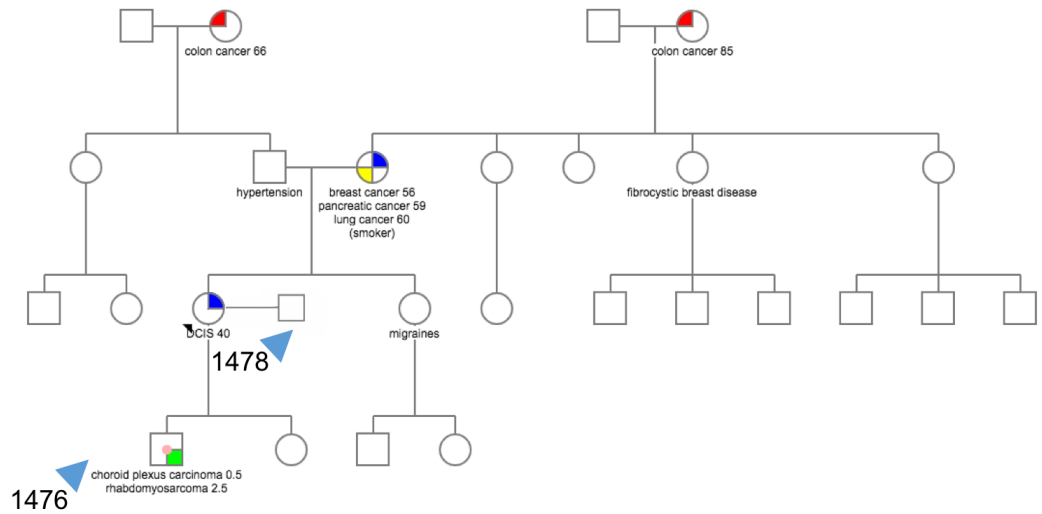 colon cancer 66
colon cancer 85
hypertension
breast cancer 56
pancreatic cancer 59
lung cancer 60
(smoker)
fibrocystic breast disease
DCIS 40
migraines
1478
choroid plexus carcinoma 0.5
rhabdomyosarcoma 2.5
1476